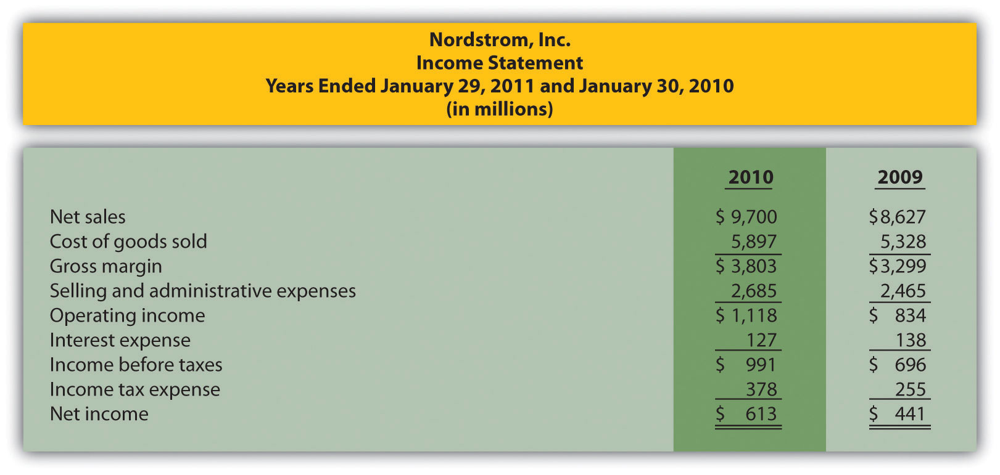 Nordstrom, Inc.
Income Statement
Years Ended January 29, 2011 and January 30, 2010
(in millions)
2010 2009
Net sales $ 9,700 $8,627
Cost of goods sold 5,897 5,328
Gross margin $ 3,803 $3,299
Selling and administrative expenses 2,685 2,465
Operating income $ 1,118 $ 834
Interest expense 127 138
Income before taxes $ 991 $ 696
Income tax expense 378 255
Net income $ 613 $ 441